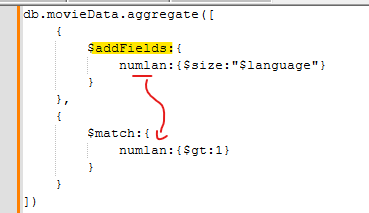 db.movieData.aggregate([
{
$addFields:{
numlan:{$size:"$language"}
}
},
{
$match:{
numlan:{$gt:1}
}
}
])